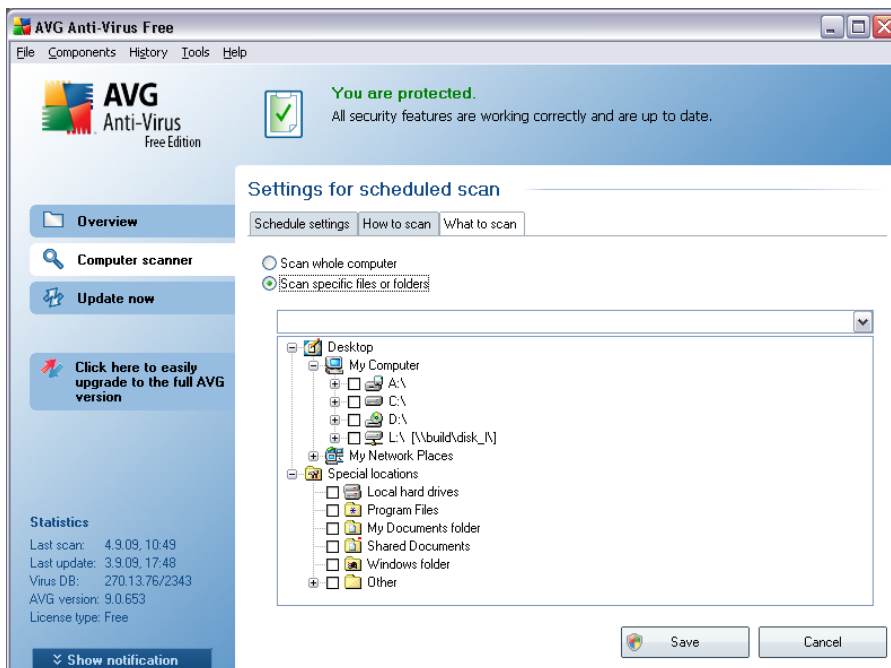 AVG Anti-Virus Free
File Components History Tools Help
AVG
Anti-Virus
Free Edition
You are protected.
All security features are working correctly and are up to date.
Settings for scheduled scan
Overview
Computer scanner
Update now
Click here to easily
upgrade to the full AVG
version
Schedule settings How to scan What to scan
Scan whole computer
Scan specific files or folders
Desktop
My Computer
A:\
C:\
D:\
L:\ [\\build\disk_l\]
My Network Places
Special locations
Local hard drives
Program Files
My Documents folder
Shared Documents
Windows folder
Other
Statistics
Last scan: 4.9.09, 10:49
Last update: 3.9.09, 17:48
Virus DB: 270.13.76/2343
AVG version: 9.0.653
License type: Free
Show notification
Save Cancel